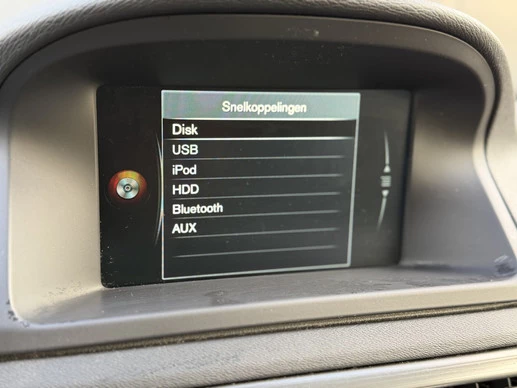 Snelkoppelingen
Disk
USB
iPod
HDD
Bluetooth
AUX